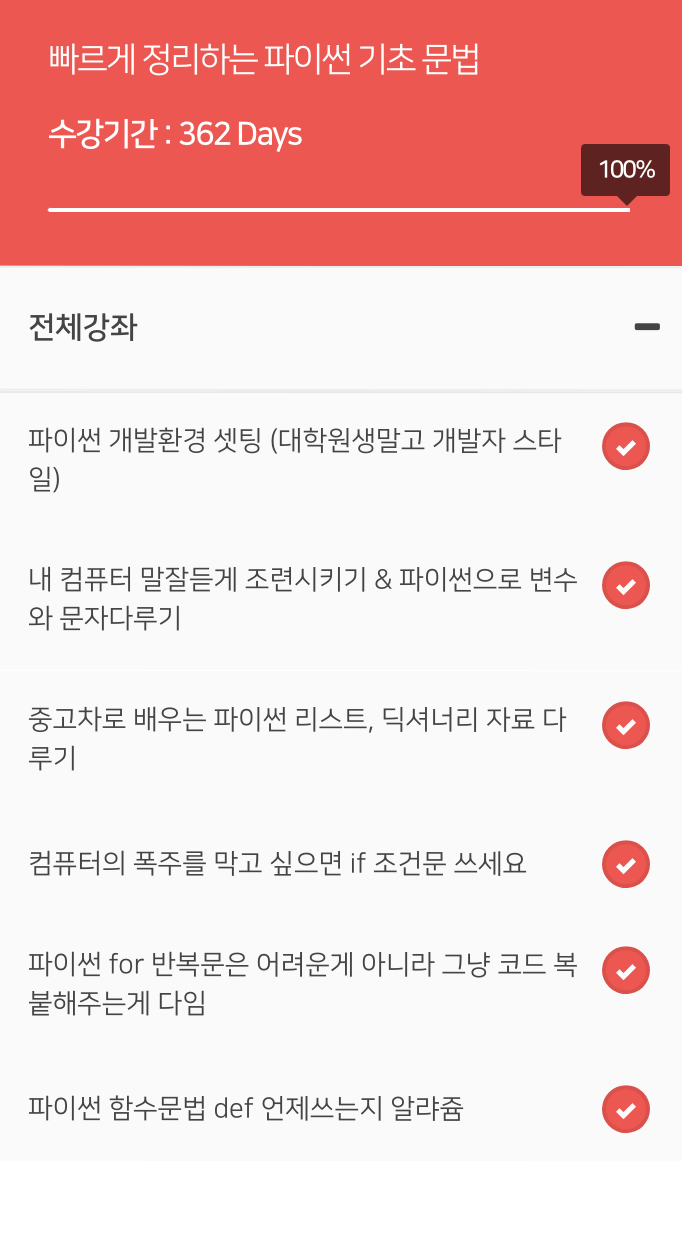 빠르게 정리하는 파이썬 기초 문법
수강기간 : 362 Days
100%
전체강좌
파이썬 개발환경 셋팅 (대학원생말고 개발자 스타
일)
내 컴퓨터 말잘듣게 조련시키기 & 파이썬으로 변수
와 문자다루기
중고차로 배우는 파이썬 리스트, 딕셔너리 자료 다
루기
컴퓨터의 폭주를 막고 싶으면 if 조건문 쓰세요
파이썬 for 반복문은 어려운게 아니라 그냥 코드 복
붙해주는게 다임
파이썬 함수문법 def 언제쓰는지 알랴쥼